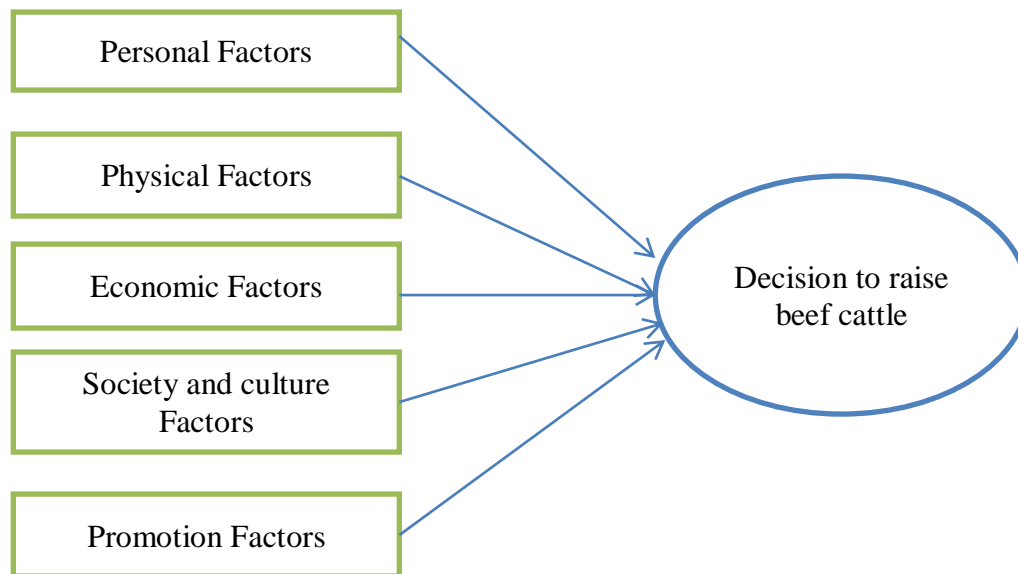 Personal Factors
Physical Factors
Economic Factors
Society and culture
Factors
Promotion Factors
Decision to raise
beef cattle